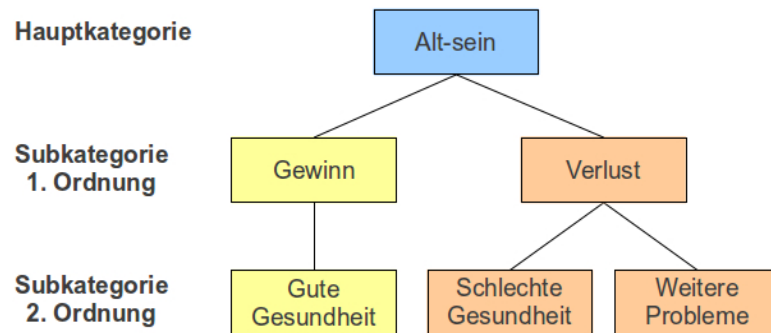 Hauptkategorie
Alt-sein
Subkategorie
1. Ordnung
Gewinn
Verlust
Subkategorie
2. Ordnung
Gute
Gesundheit
Schlechte
Gesundheit
Weitere
Probleme